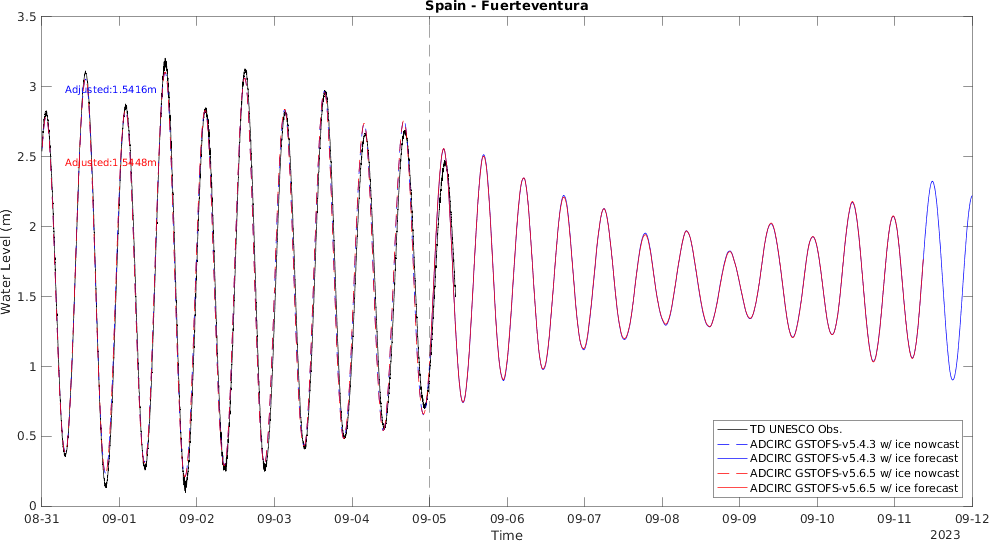 Spain - Fuerteventura
3.5
3
2.5
2
1.5
1
0.5
0
Water Level (m)
Adjusted:1.5416m
Adjusted:1.5448m
TD UNESCO Obs.
ADCIRC GSTOFS-v5.4.3 w/ ice nowcast
ADCIRC GSTOFS-v5.4.3 w/ ice forecast
ADCIRC GSTOFS-v5.6.5 w/ ice nowcast
ADCIRC GSTOFS-v5.6.5 w/ ice forecast
08-31 09-01 09-02 09-03 09-04 09-05 09-06 09-07 09-08 09-09 09-10 09-11 09-12
Time
2023